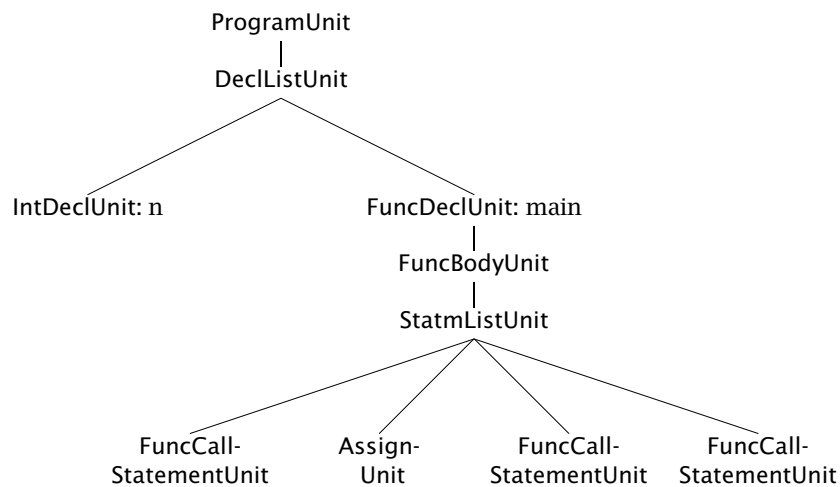 ProgramUnit
DeclListUnit
IntDeclUnit: n
FuncDeclUnit: main
FuncBodyUnit
StatmListUnit
FuncCall-
StatementUnit
Assign-
Unit
FuncCall-
StatementUnit
FuncCall-
StatementUnit